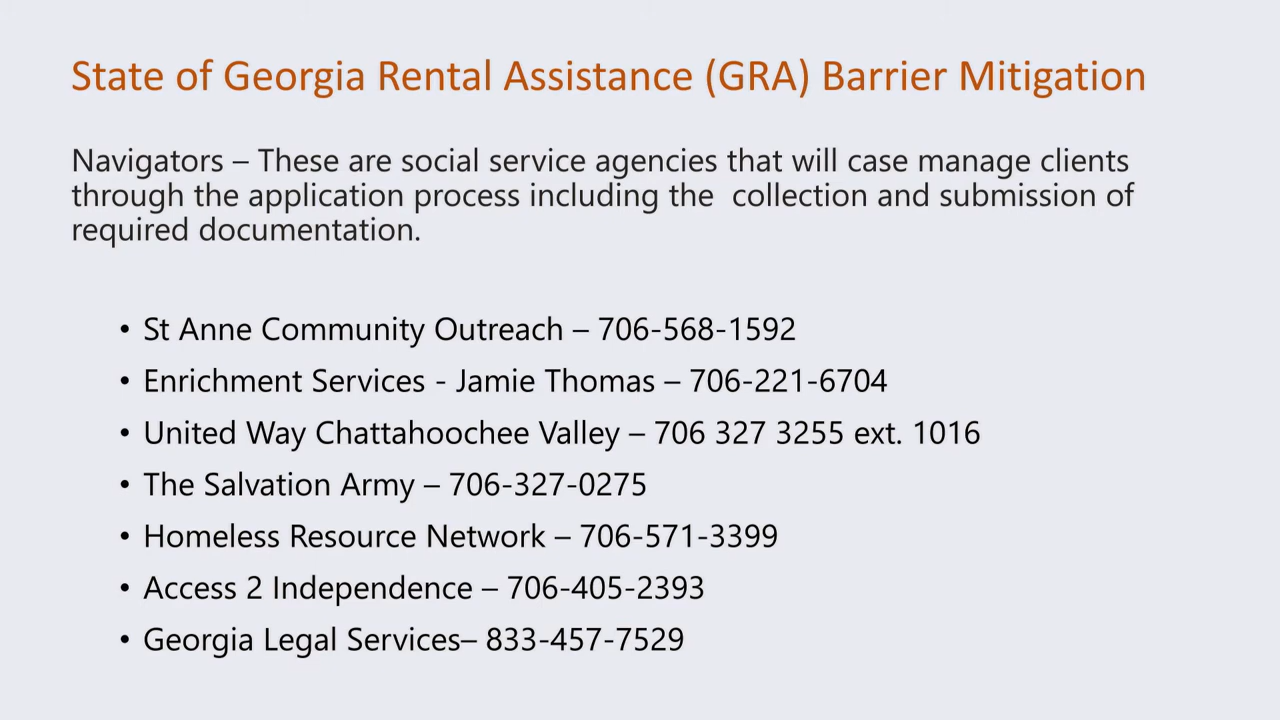 State of Georgia Rental Assistance (GRA) Barrier Mitigation
Navigators – These are social service agencies that will case manage clients
through the application process including the  collection and submission of
required documentation.
• St Anne Community Outreach – 706-568-1592
• Enrichment Services - Jamie Thomas – 706-221-6704
• United Way Chattahoochee Valley – 706 327 3255 ext. 1016
• The Salvation Army – 706-327-0275
• Homeless Resource Network – 706-571-3399
• Access 2 Independence – 706-405-2393
• Georgia Legal Services– 833-457-7529